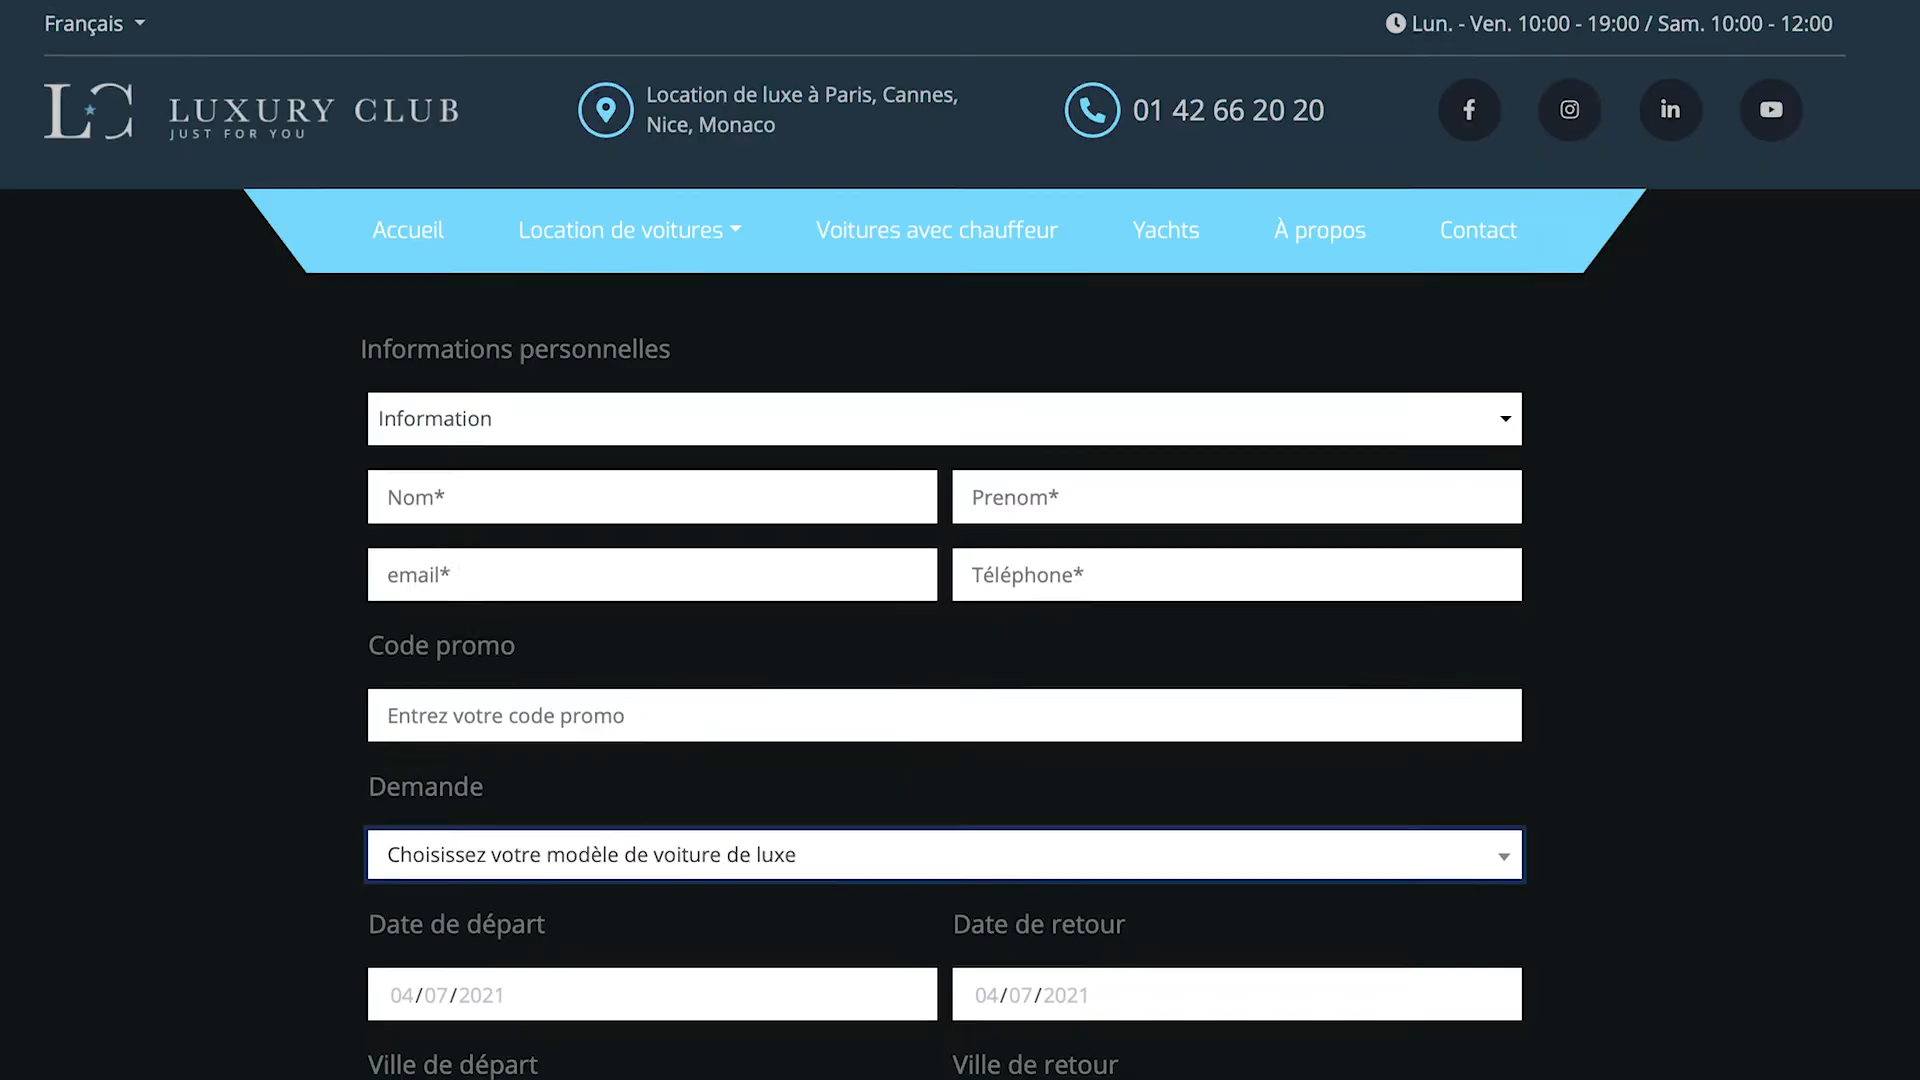 Français
Lun. - Ven. 10:00 - 19:00 / Sam. 10:00 - 12:00
LC LUXURY CLUB
JUST FOR YOU
Location de luxe à Paris, Cannes,
Nice, Monaco
01 42 66 20 20
Accueil Location de voitures Voitures avec chauffeur Yachts À propos Contact
Informations personnelles
Information
Nom* Prenom*
email* Téléphone*
Code promo
Entrez votre code promo
Demande
Choisissez votre modèle de voiture de luxe
Date de départ Date de retour
04/07/2021 04/07/2021
Ville de départ Ville de retour